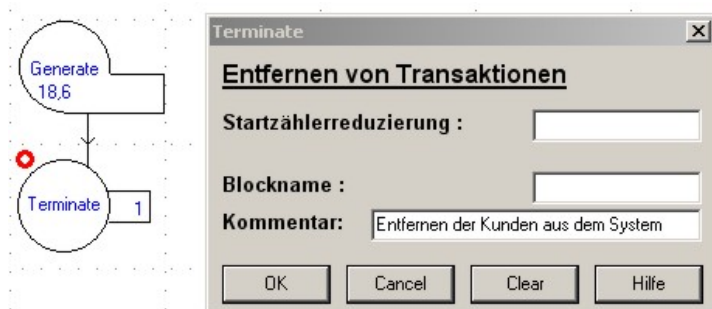 Generate
18,6
Terminate
1
Terminate
Entfernen von Transaktionen
Startzählerreduzierung :
Blockname :
Kommentar: Entfernen der Kunden aus dem System
OK Cancel Clear Hilfe